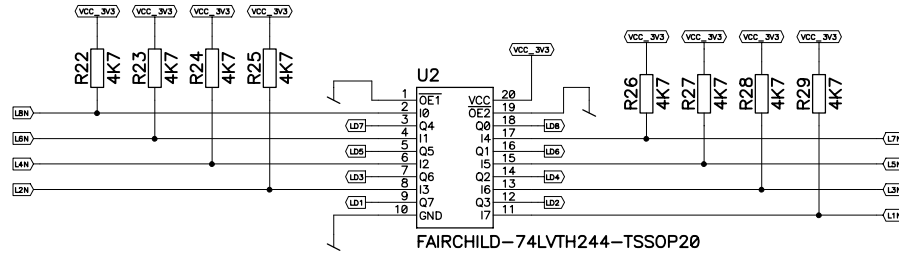 VCC_3V3 VCC_3V3 VCC_3V3 VCC_3V3
R22 4K7 R23 4K7 R24 4K7 R25 4K7
VCC_3V3
VCC_3V3 VCC_3V3 VCC_3V3 VCC_3V3
R26 4K7 R27 4K7 R28 4K7 R29 4K7
U2
1 OE1 VCC 20
L8N 2 I0 OE2 19
LD7 3 Q4 Q0 18 LD8
L6N 4 I1 I4 17 L7N
LD5 5 Q5 Q1 16 LD6
L4N 6 I2 I5 15 L5N
LD3 7 Q6 Q2 14 LD4
L2N 8 I3 I6 13 L3N
LD1 9 Q7 Q3 12 LD2
10 GND I7 11 L1N
FAIRCHILD-74LVTH244-TSSOP20